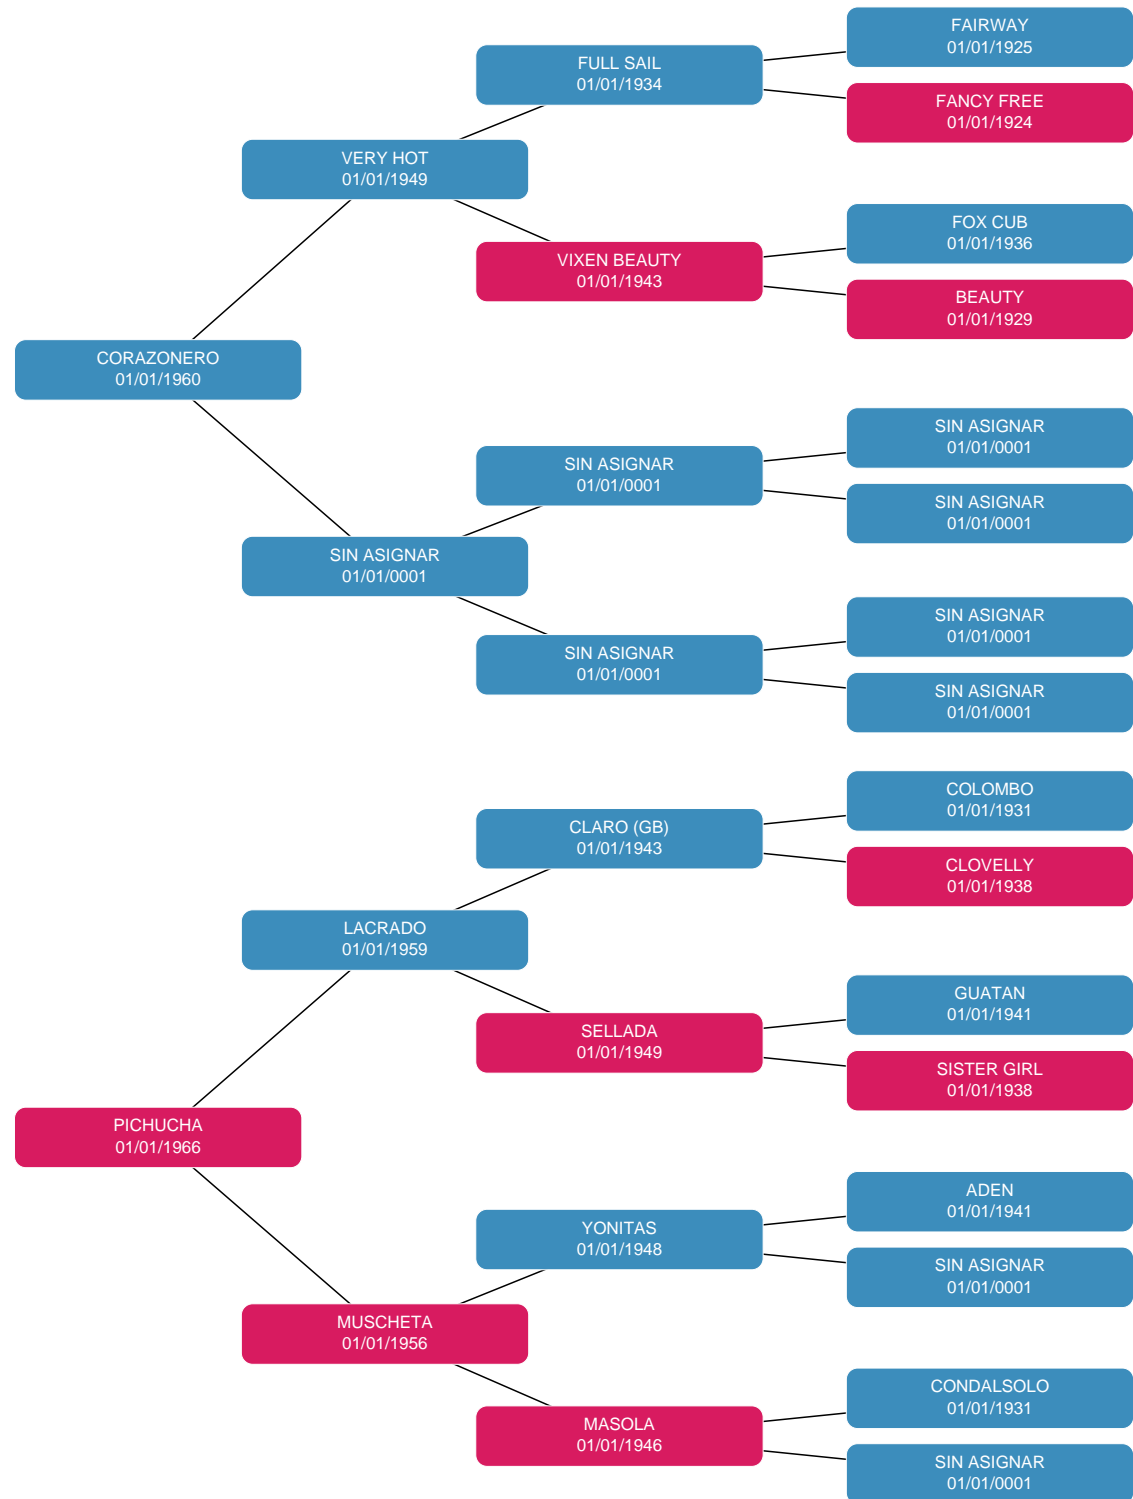 FAIRWAY
01/01/1925
FULL SAIL
01/01/1934
FANCY FREE
01/01/1924
VERY HOT
01/01/1949
FOX CUB
01/01/1936
VIXEN BEAUTY
01/01/1943
BEAUTY
01/01/1929
CORAZONERO
01/01/1960
SIN ASIGNAR
01/01/0001
SIN ASIGNAR
01/01/0001
SIN ASIGNAR
01/01/0001
SIN ASIGNAR
01/01/0001
SIN ASIGNAR
01/01/0001
SIN ASIGNAR
01/01/0001
SIN ASIGNAR
01/01/0001
COLOMBO
01/01/1931
CLARO (GB)
01/01/1943
CLOVELLY
01/01/1938
LACRADO
01/01/1959
GUATAN
01/01/1941
SELLADA
01/01/1949
SISTER GIRL
01/01/1938
PICHUCHA
01/01/1966
ADEN
01/01/1941
YONITAS
01/01/1948
SIN ASIGNAR
01/01/0001
MUSCHETA
01/01/1956
CONDALSOLO
01/01/1931
MASOLA
01/01/1946
SIN ASIGNAR
01/01/0001